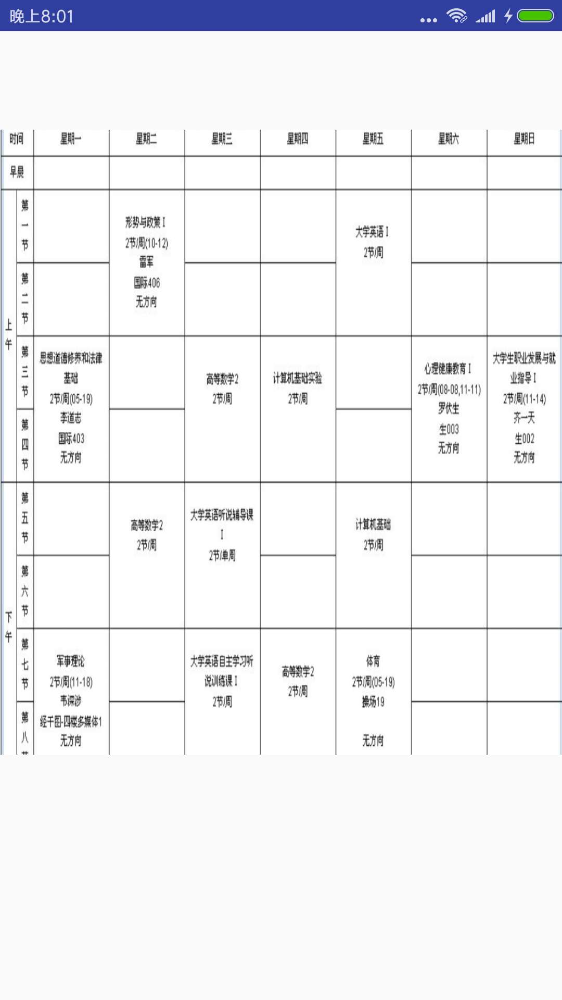 晚上8:01
时间 星期一 星期二 星期三 星期四 星期五 星期六 星期日
早晨
上午
第一节
形势与政策 I
2节/周(10-12)
雷军
国际406
无方向
大学英语 I
2节/周
第二节
第三节
思想道德修养和法律
基础
2节/周(05-19)
李道志
国际403
无方向
高等数学2
2节/周
计算机基础实验
2节/周
心理健康教育 I
2节/周(08-08,11-11)
罗伏生
生003
无方向
大学生职业发展与就
业指导 I
2节/周(11-14)
齐一天
生002
无方向
第四节
下午
第五节
高等数学2
2节/周
大学英语听说辅导课
I
2节/单周
计算机基础
2节/周
第六节
第七节
军事理论
2节/周(11-18)
韦深涉
经干图-四楼多媒体1
无方向
大学英语自主学习听
说训练课 I
2节/周
高等数学2
2节/周
体育
2节/周(05-19)
操场19
无方向
第八